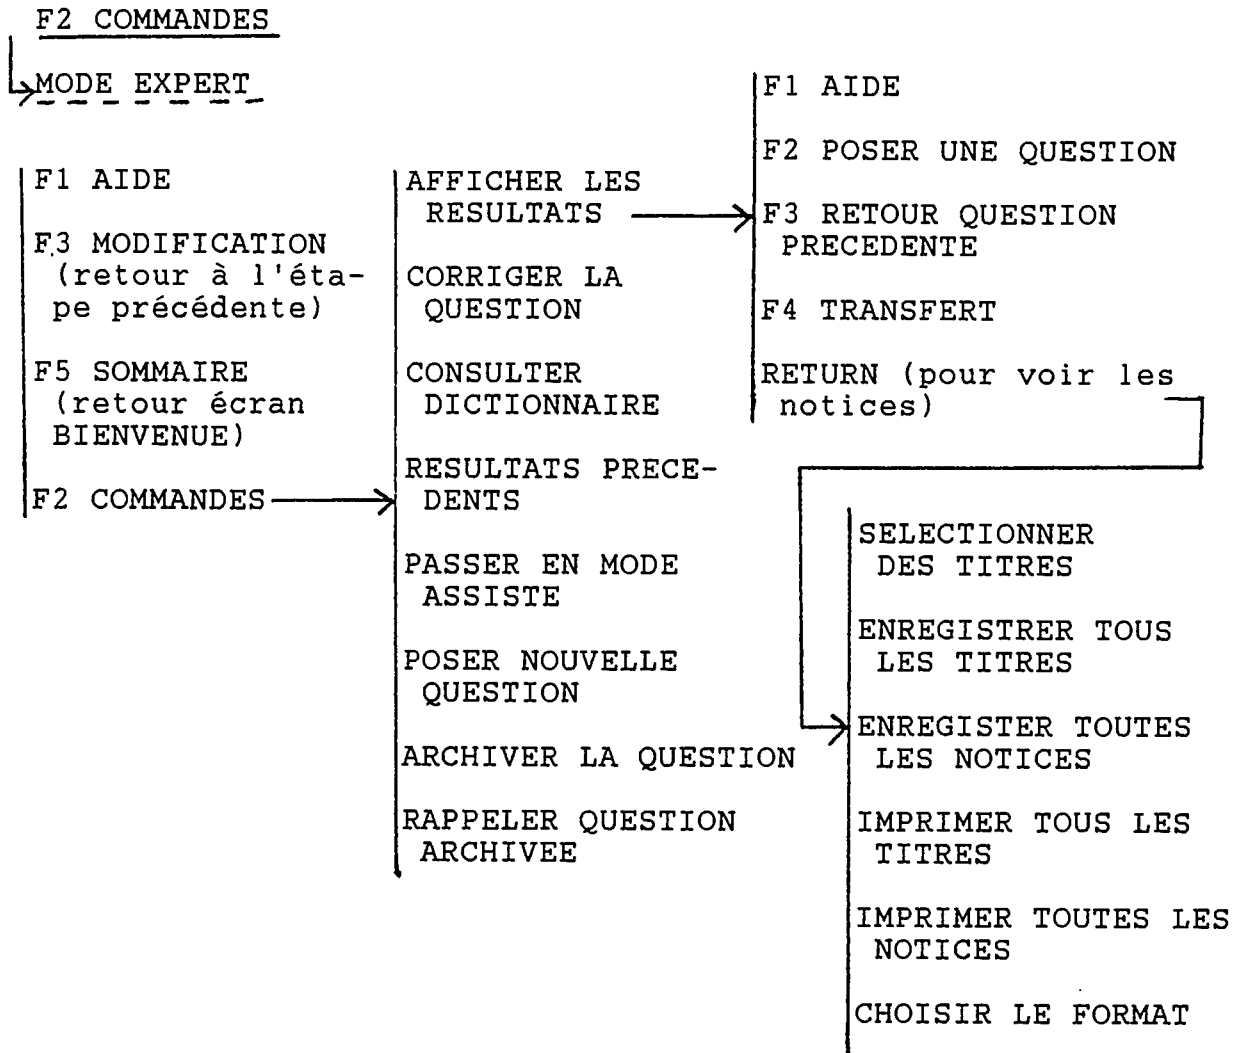 F2 COMMANDES
MODE EXPERT
F1 AIDE
F3 MODIFICATION
(retour à l'éta-
pe précédente)
F5 SOMMAIRE
(retour écran
BIENVENUE)
F2 COMMANDES
AFFICHER LES
RESULTATS
CORRIGER LA
QUESTION
CONSULTER
DICTIONNAIRE
RESULTATS PRECE-
DENTS
PASSER EN MODE
ASSISTE
POSER NOUVELLE
QUESTION
ARCHIVER LA QUESTION
RAPPELER QUESTION
ARCHIVEE
F1 AIDE
F2 POSER UNE QUESTION
F3 RETOUR QUESTION
PRECEDENTE
F4 TRANSFERT
RETURN (pour voir les
notices)
SELECTIONNER
DES TITRES
ENREGISTRER TOUS
LES TITRES
ENREGISTER TOUTES
LES NOTICES
IMPRIMER TOUS LES
TITRES
IMPRIMER TOUTES LES
NOTICES
CHOISIR LE FORMAT